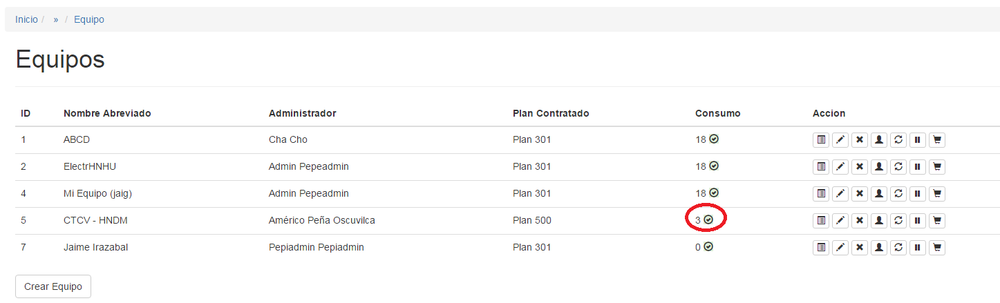 Inicio / » / Equipo
Equipos
ID Nombre Abreviado Administrador Plan Contratado Consumo Accion
1 ABCD Cha Cho Plan 301 18
2 ElectrHNHU Admin Pepeadmin Plan 301 18
4 Mi Equipo (jaig) Admin Pepeadmin Plan 301 18
5 CTCV - HNDM Américo Peña Oscuvilca Plan 500 3
7 Jaime Irazabal Pepiadmin Pepiadmin Plan 301 0
Crear Equipo